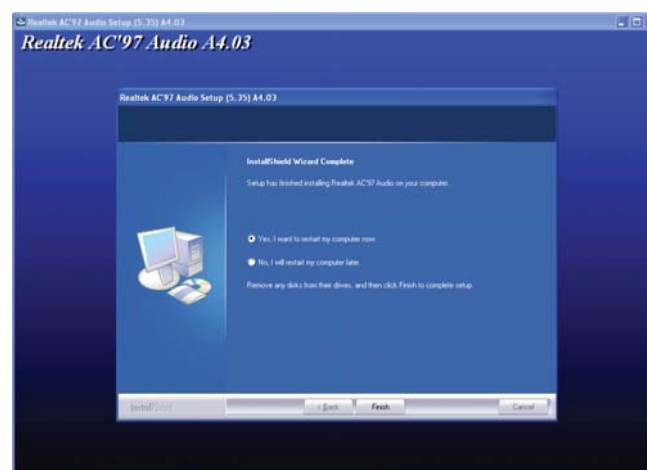 Realtek AC'97 Audio Setup (5.35) A4.03
Realtek AC'97 Audio A4.03
Realtek AC'97 Audio Setup (5.35) A4.03
InstallShield Wizard Complete
Setup has finished installing Realtek AC'97 Audio on your computer.
Yes, I want to restart my computer now.
No, I will restart my computer later.
Remove any disks from their drives, and then click Finish to complete setup.
InstallShield
< Back
Finish
Cancel